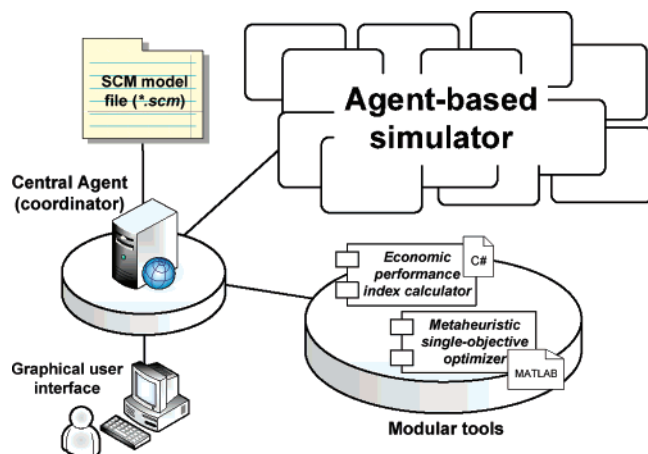 SCM model
file (*.scm)
Agent-based
simulator
Central Agent
(coordinator)
Economic
performance
index calculator
C#
Metaheuristic
single-objective
optimizer
MATLAB
Graphical user
interface
Modular tools